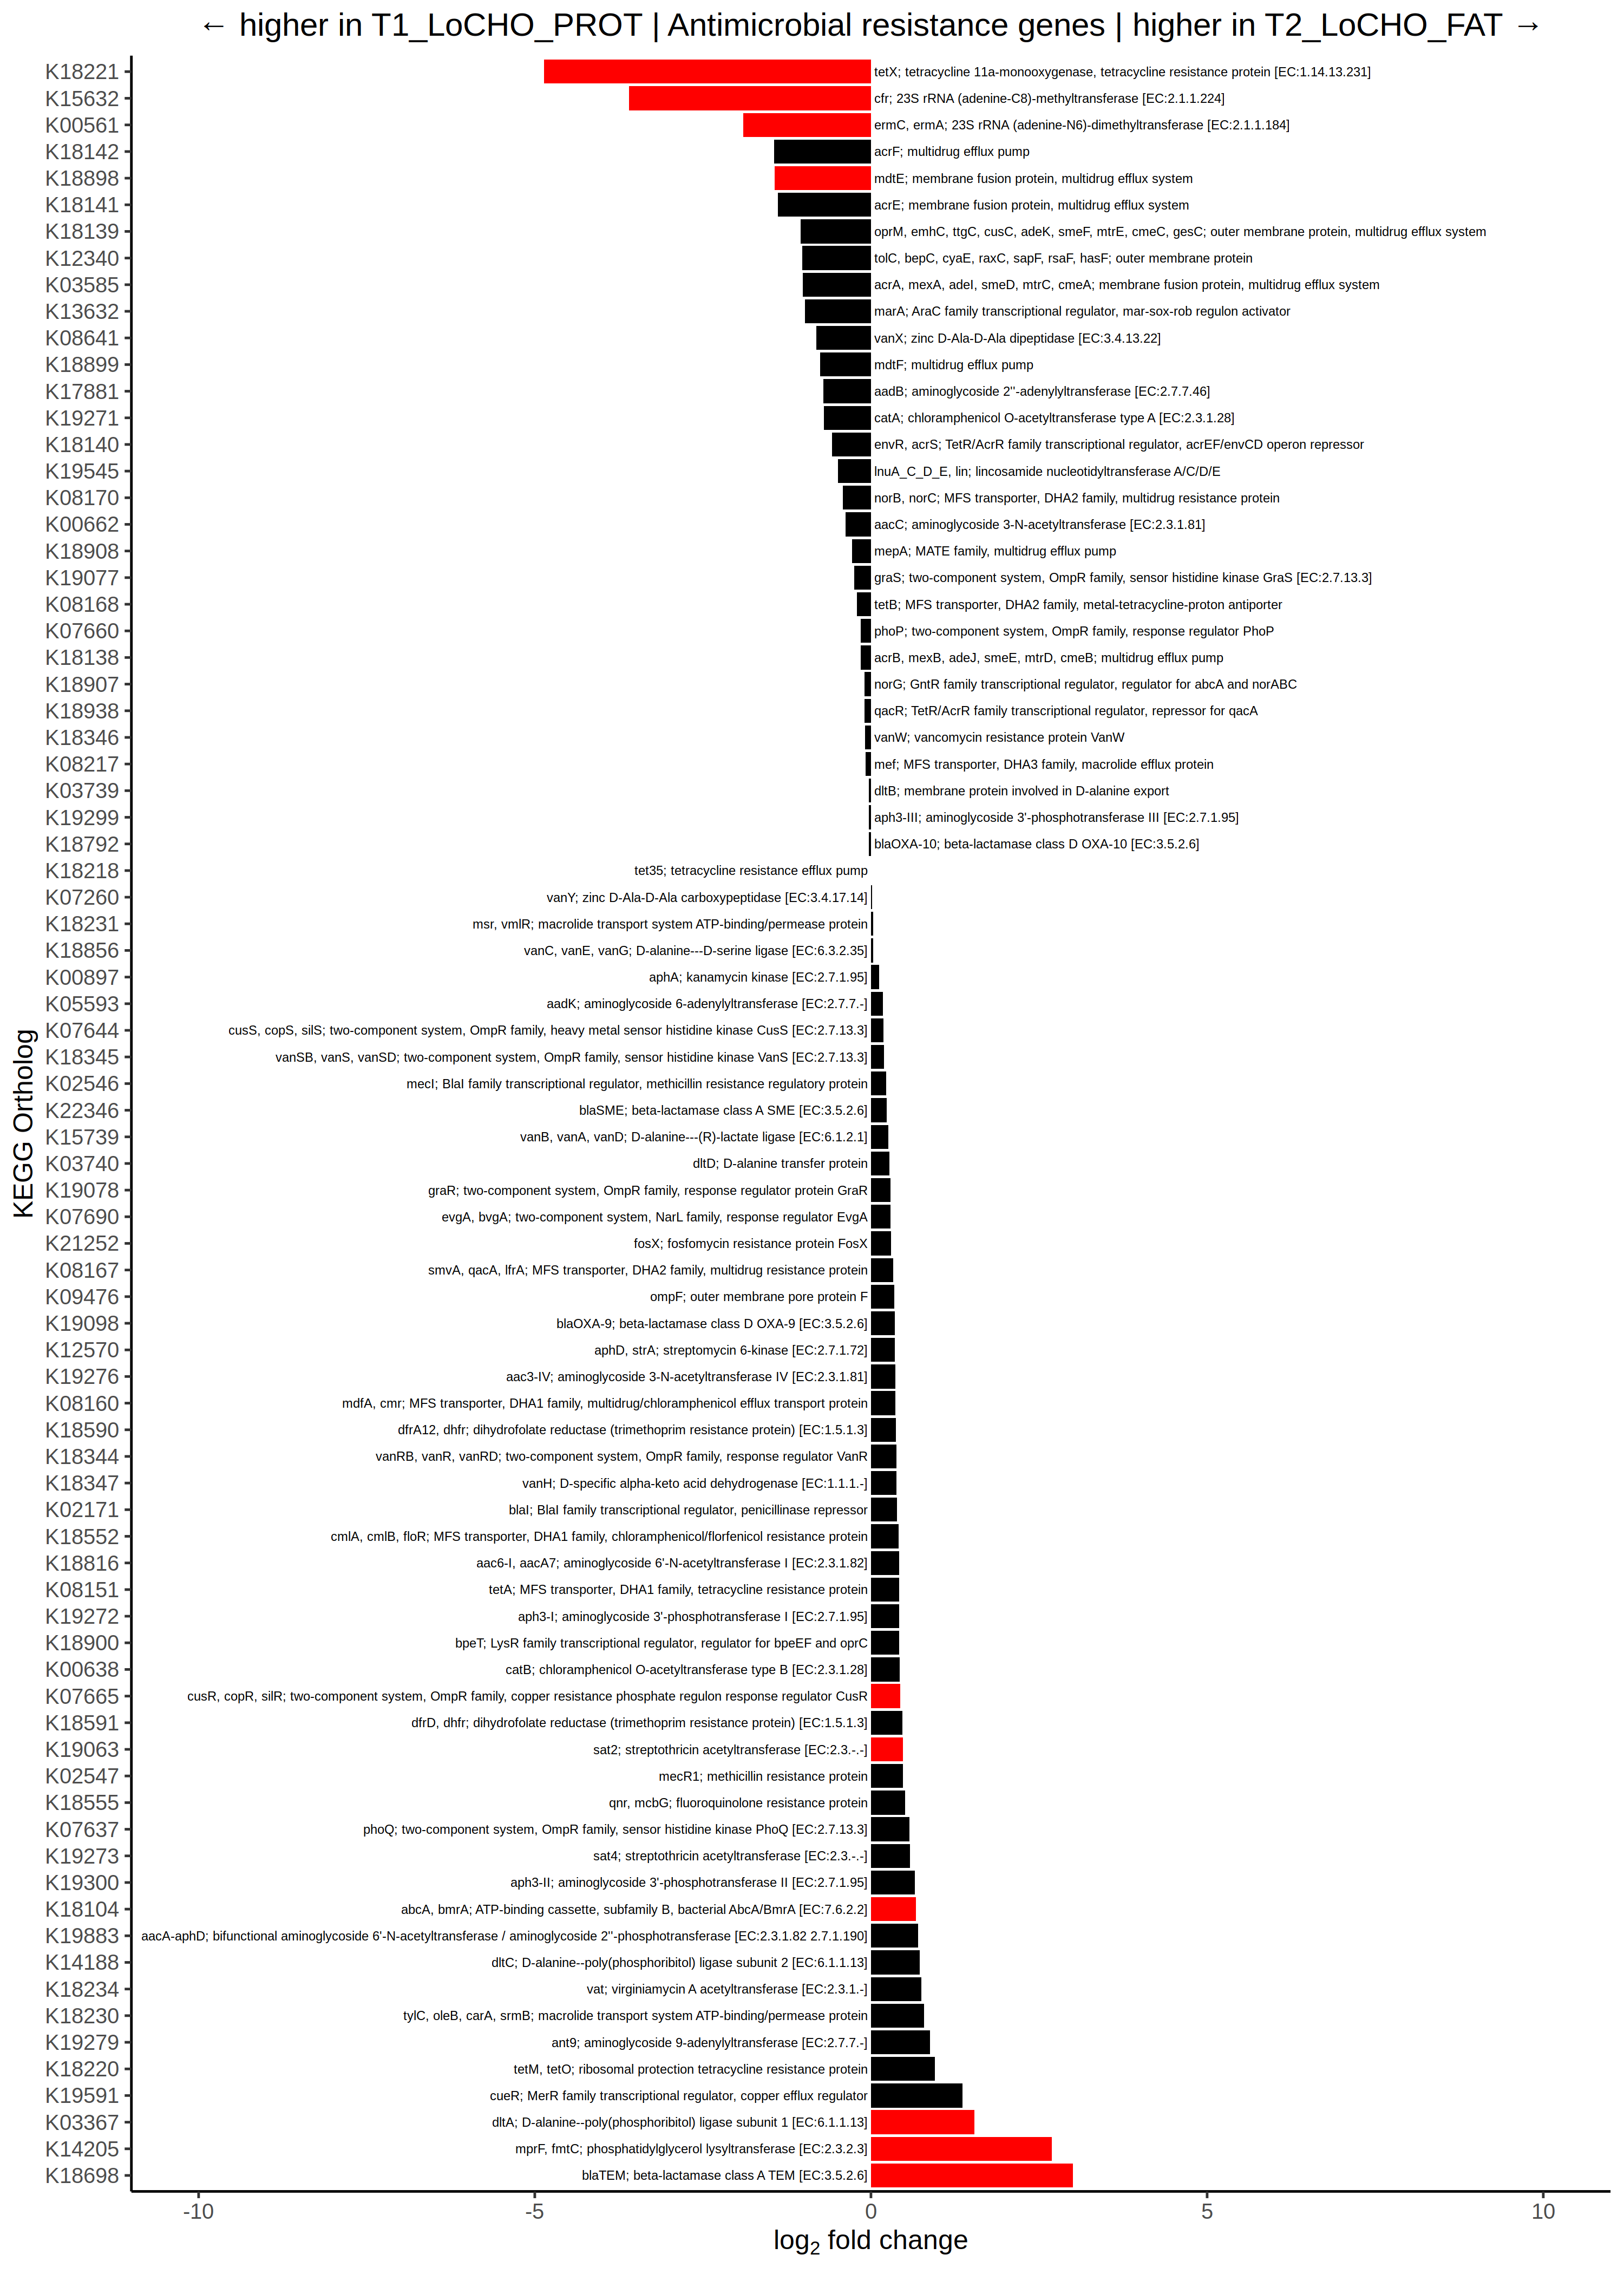 ← higher in T1_LoCHO_PROT | Antimicrobial resistance genes | higher in T2_LoCHO_FAT →
K18221 tetX; tetracycline 11a-monooxygenase, tetracycline resistance protein [EC:1.14.13.231]
K15632 cfr; 23S rRNA (adenine-C8)-methyltransferase [EC:2.1.1.224]
K00561 ermC, ermA; 23S rRNA (adenine-N6)-dimethyltransferase [EC:2.1.1.184]
K18142 acrF; multidrug efflux pump
K18898 mdtE; membrane fusion protein, multidrug efflux system
K18141 acrE; membrane fusion protein, multidrug efflux system
K18139 oprM, emhC, ttgC, cusC, adeK, smeF, mtrE, cmeC, gesC; outer membrane protein, multidrug efflux system
K12340 tolC, bepC, cyaE, raxC, sapF, rsaF, hasF; outer membrane protein
K03585 acrA, mexA, adeI, smeD, mtrC, cmeA; membrane fusion protein, multidrug efflux system
K13632 marA; AraC family transcriptional regulator, mar-sox-rob regulon activator
K08641 vanX; zinc D-Ala-D-Ala dipeptidase [EC:3.4.13.22]
K18899 mdtF; multidrug efflux pump
K17881 aadB; aminoglycoside 2''-adenylyltransferase [EC:2.7.7.46]
K19271 catA; chloramphenicol O-acetyltransferase type A [EC:2.3.1.28]
K18140 envR, acrS; TetR/AcrR family transcriptional regulator, acrEF/envCD operon repressor
K19545 lnuA_C_D_E, lin; lincosamide nucleotidyltransferase A/C/D/E
K08170 norB, norC; MFS transporter, DHA2 family, multidrug resistance protein
K00662 aacC; aminoglycoside 3-N-acetyltransferase [EC:2.3.1.81]
K18908 mepA; MATE family, multidrug efflux pump
K19077 graS; two-component system, OmpR family, sensor histidine kinase GraS [EC:2.7.13.3]
K08168 tetB; MFS transporter, DHA2 family, metal-tetracycline-proton antiporter
K07660 phoP; two-component system, OmpR family, response regulator PhoP
K18138 acrB, mexB, adeJ, smeE, mtrD, cmeB; multidrug efflux pump
K18907 norG; GntR family transcriptional regulator, regulator for abcA and norABC
K18938 qacR; TetR/AcrR family transcriptional regulator, repressor for qacA
K18346 vanW; vancomycin resistance protein VanW
K08217 mef; MFS transporter, DHA3 family, macrolide efflux protein
K03739 dltB; membrane protein involved in D-alanine export
K19299 aph3-III; aminoglycoside 3'-phosphotransferase III [EC:2.7.1.95]
K18792 blaOXA-10; beta-lactamase class D OXA-10 [EC:3.5.2.6]
K18218 tet35; tetracycline resistance efflux pump
K07260 vanY; zinc D-Ala-D-Ala carboxypeptidase [EC:3.4.17.14]
K18231 msr, vmlR; macrolide transport system ATP-binding/permease protein
K18856 vanC, vanE, vanG; D-alanine---D-serine ligase [EC:6.3.2.35]
K00897 aphA; kanamycin kinase [EC:2.7.1.95]
K05593 aadK; aminoglycoside 6-adenylyltransferase [EC:2.7.7.-]
K07644 cusS, copS, silS; two-component system, OmpR family, heavy metal sensor histidine kinase CusS [EC:2.7.13.3]
K18345 vanSB, vanS, vanSD; two-component system, OmpR family, sensor histidine kinase VanS [EC:2.7.13.3]
K02546 mecI; BlaI family transcriptional regulator, methicillin resistance regulatory protein
K22346 blaSME; beta-lactamase class A SME [EC:3.5.2.6]
K15739 vanB, vanA, vanD; D-alanine---(R)-lactate ligase [EC:6.1.2.1]
K03740 dltD; D-alanine transfer protein
K19078 graR; two-component system, OmpR family, response regulator protein GraR
K07690 evgA, bvgA; two-component system, NarL family, response regulator EvgA
K21252 fosX; fosfomycin resistance protein FosX
K08167 smvA, qacA, lfrA; MFS transporter, DHA2 family, multidrug resistance protein
K09476 ompF; outer membrane pore protein F
K19098 blaOXA-9; beta-lactamase class D OXA-9 [EC:3.5.2.6]
K12570 aphD, strA; streptomycin 6-kinase [EC:2.7.1.72]
K19276 aac3-IV; aminoglycoside 3-N-acetyltransferase IV [EC:2.3.1.81]
K08160 mdfA, cmr; MFS transporter, DHA1 family, multidrug/chloramphenicol efflux transport protein
K18590 dfrA12, dhfr; dihydrofolate reductase (trimethoprim resistance protein) [EC:1.5.1.3]
K18344 vanRB, vanR, vanRD; two-component system, OmpR family, response regulator VanR
K18347 vanH; D-specific alpha-keto acid dehydrogenase [EC:1.1.1.-]
K02171 blaI; BlaI family transcriptional regulator, penicillinase repressor
K18552 cmlA, cmlB, floR; MFS transporter, DHA1 family, chloramphenicol/florfenicol resistance protein
K18816 aac6-I, aacA7; aminoglycoside 6'-N-acetyltransferase I [EC:2.3.1.82]
K08151 tetA; MFS transporter, DHA1 family, tetracycline resistance protein
K19272 aph3-I; aminoglycoside 3'-phosphotransferase I [EC:2.7.1.95]
K18900 bpeT; LysR family transcriptional regulator, regulator for bpeEF and oprC
K00638 catB; chloramphenicol O-acetyltransferase type B [EC:2.3.1.28]
K07665 cusR, copR, silR; two-component system, OmpR family, copper resistance phosphate regulon response regulator CusR
K18591 dfrD, dhfr; dihydrofolate reductase (trimethoprim resistance protein) [EC:1.5.1.3]
K19063 sat2; streptothricin acetyltransferase [EC:2.3.-.-]
K02547 mecR1; methicillin resistance protein
K18555 qnr, mcbG; fluoroquinolone resistance protein
K07637 phoQ; two-component system, OmpR family, sensor histidine kinase PhoQ [EC:2.7.13.3]
K19273 sat4; streptothricin acetyltransferase [EC:2.3.-.-]
K19300 aph3-II; aminoglycoside 3'-phosphotransferase II [EC:2.7.1.95]
K18104 abcA, bmrA; ATP-binding cassette, subfamily B, bacterial AbcA/BmrA [EC:7.6.2.2]
K19883 aacA-aphD; bifunctional aminoglycoside 6'-N-acetyltransferase / aminoglycoside 2''-phosphotransferase [EC:2.3.1.82 2.7.1.190]
K14188 dltC; D-alanine--poly(phosphoribitol) ligase subunit 2 [EC:6.1.1.13]
K18234 vat; virginiamycin A acetyltransferase [EC:2.3.1.-]
K18230 tylC, oleB, carA, srmB; macrolide transport system ATP-binding/permease protein
K19279 ant9; aminoglycoside 9-adenylyltransferase [EC:2.7.7.-]
K18220 tetM, tetO; ribosomal protection tetracycline resistance protein
K19591 cueR; MerR family transcriptional regulator, copper efflux regulator
K03367 dltA; D-alanine--poly(phosphoribitol) ligase subunit 1 [EC:6.1.1.13]
K14205 mprF, fmtC; phosphatidylglycerol lysyltransferase [EC:2.3.2.3]
K18698 blaTEM; beta-lactamase class A TEM [EC:3.5.2.6]
KEGG Ortholog
-10 -5 0 5 10
log2 fold change